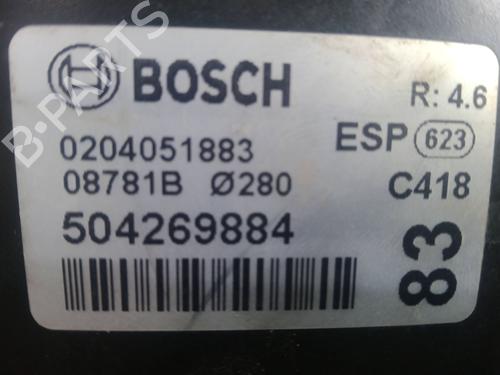 BOSCH
R: 4.6
0204051883
ESP 623
08781B Ø280
C418
504269884
83
B-PARTS